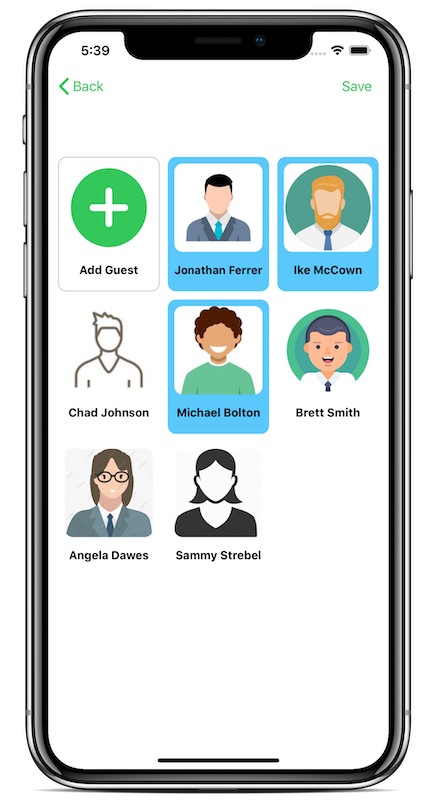 5:39
Back
Save
Add Guest
Jonathan Ferrer
Ike McCown
Chad Johnson
Michael Bolton
Brett Smith
Angela Dawes
Sammy Strebel